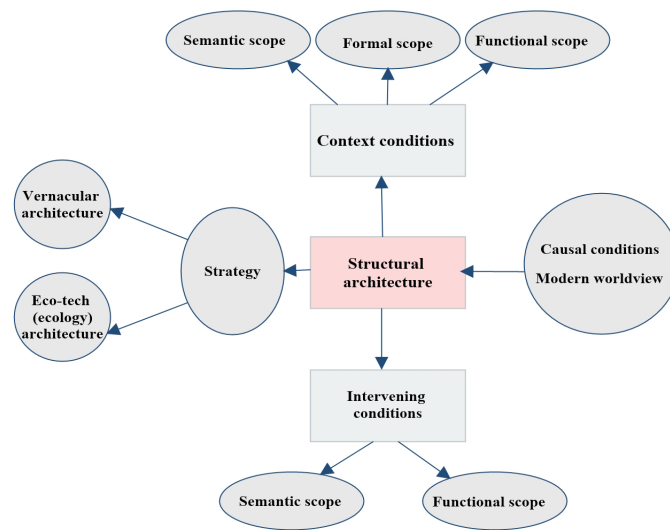 Semantic scope
Formal scope
Functional scope
Context conditions
Vernacular
architecture
Strategy
Structural
architecture
Causal conditions
Modern worldview
Eco-tech
(ecology)
architecture
Intervening
conditions
Semantic scope
Functional scope